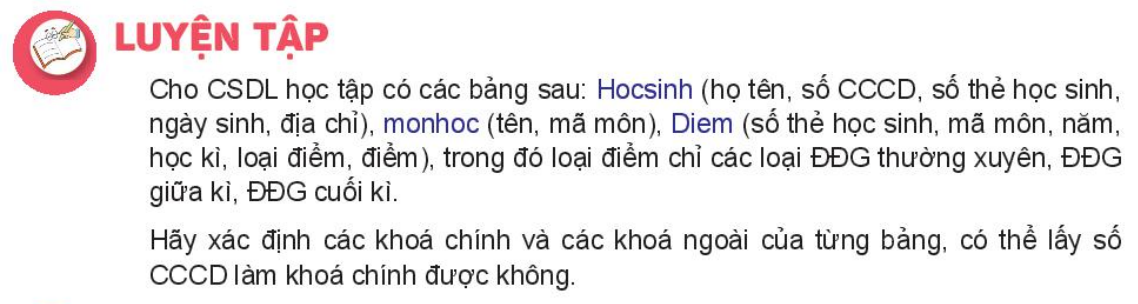 LUYỆN TẬP
Cho CSDL học tập có các bảng sau: Hocsinh (họ tên, số CCCD, số thẻ học sinh,
ngày sinh, địa chỉ), monhoc (tên, mã môn), Diem (số thẻ học sinh, mã môn, năm,
học kì, loại điểm, điểm), trong đó loại điểm chỉ các loại ĐĐG thường xuyên, ĐĐG
giữa kì, ĐĐG cuối kì.
Hãy xác định các khoá chính và các khoá ngoài của từng bảng, có thể lấy số
CCCD làm khoá chính được không.